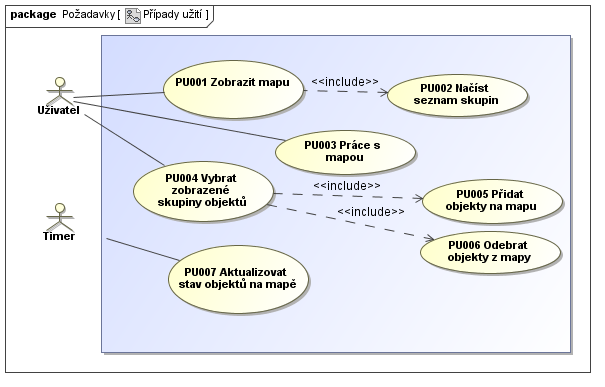 package Požadavky [ Případy užití ]
PU001 Zobrazit mapu
<<include>>
PU002 Načíst
seznam skupin
Uživatel
PU003 Práce s
mapou
PU004 Vybrat
zobrazené
skupiny objektů
<<include>>
PU005 Přidat
objekty na mapu
<<include>>
Timer
PU006 Odebrat
objekty z mapy
PU007 Aktualizovat
stav objektů na mapě